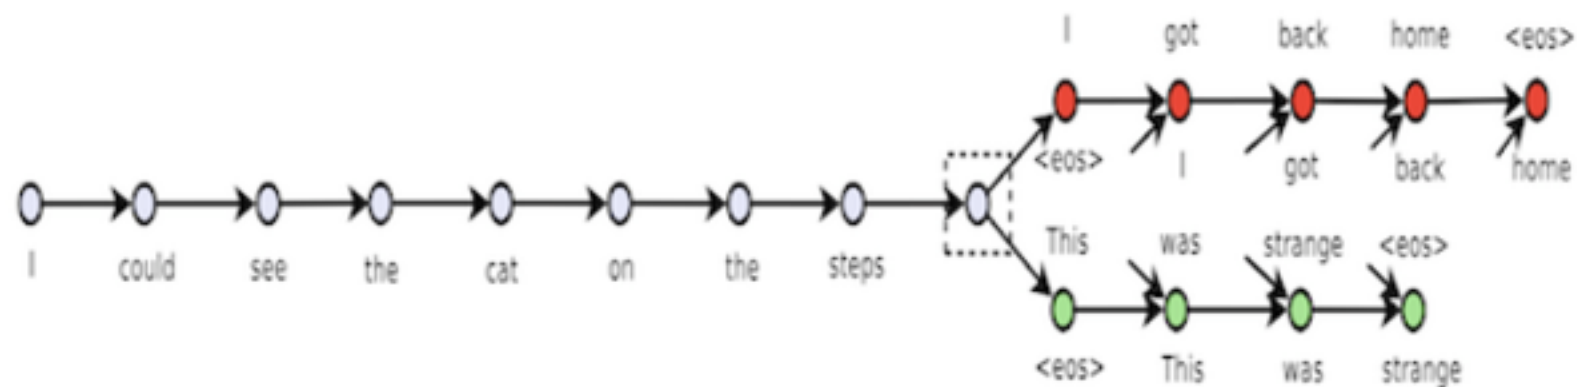 I got back home <eos>
<eos> I got back home
I could see the cat on the steps
This was strange <eos>
<eos> This was strange